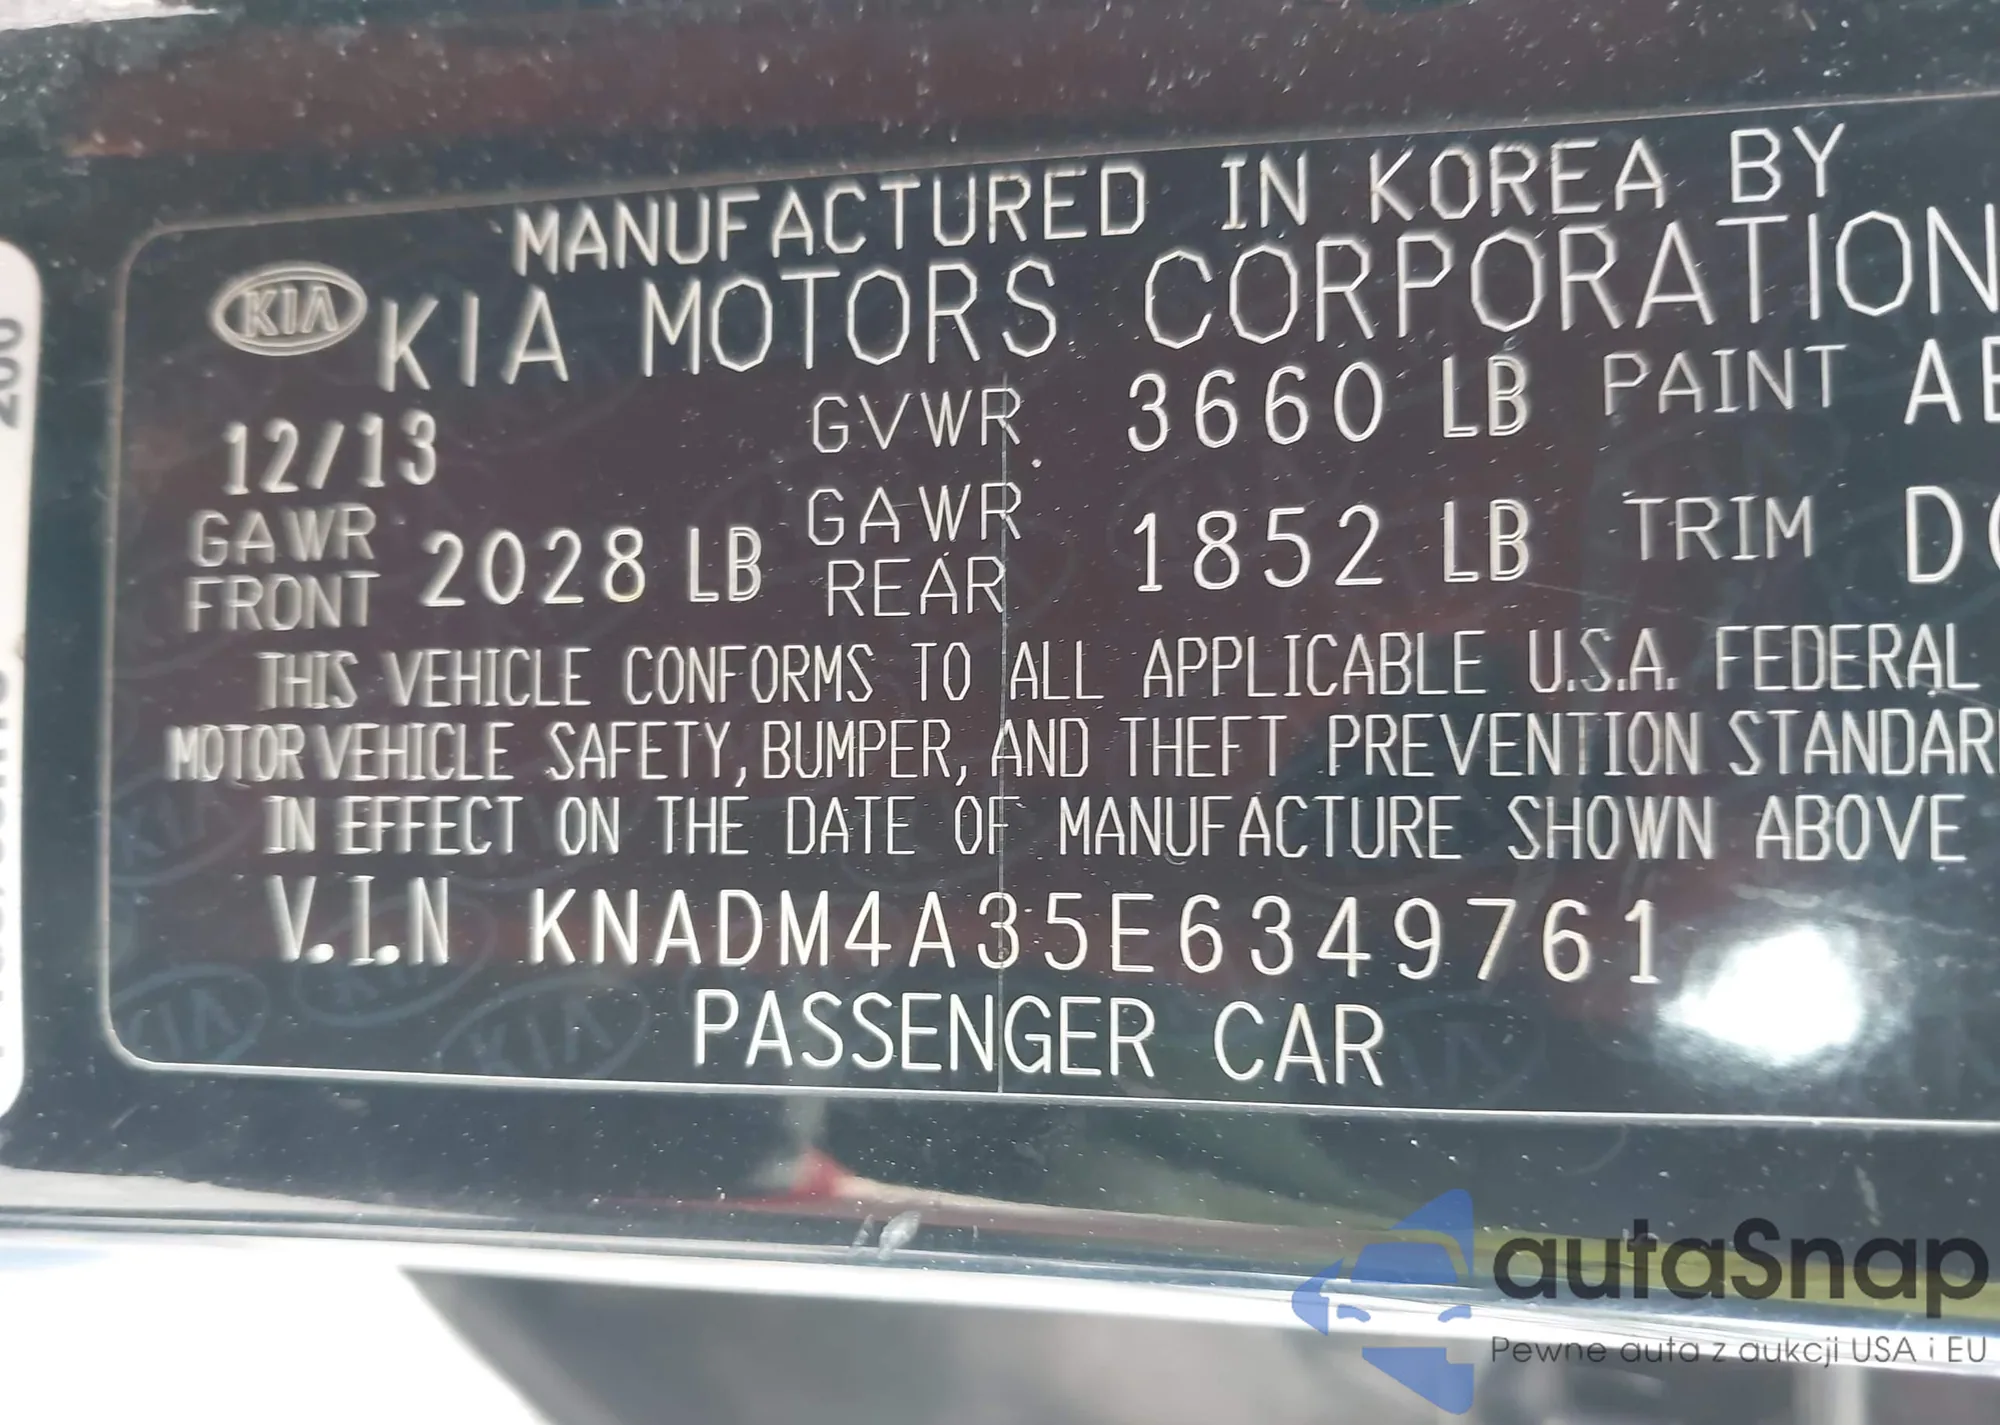 MANUFACTURED IN KOREA BY
KIA KIA MOTORS CORPORATION
12/13 GVWR 3660 LB PAINT
GAWR FRONT 2028 LB GAWR REAR 1852 LB TRIM
THIS VEHICLE CONFORMS TO ALL APPLICABLE U.S.A. FEDERAL
MOTOR VEHICLE SAFETY, BUMPER, AND THEFT PREVENTION STANDAR
IN EFFECT ON THE DATE OF MANUFACTURE SHOWN ABOVE
V.I.N KNADM4A35E6349761
PASSENGER CAR
autaSnap
Pewne auta z aukcji USA i EU